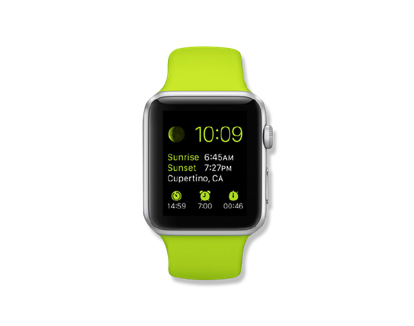 10:09
Sunrise 6:45AM
Sunset 7:27PM
Cupertino, CA
14:59 7:00 00:46